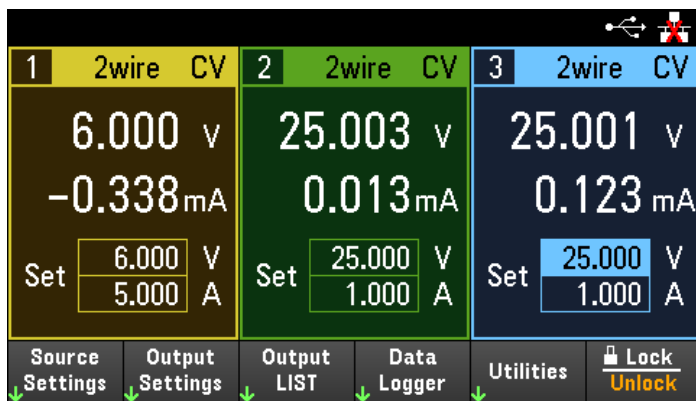 1 2wire CV 2 2wire CV 3 2wire CV
6.000 V 25.003 V 25.001 V
-0.338mA 0.013mA 0.123 mA
Set 6.000 V Set 25.000 V Set 25.000 V
5.000 A 1.000 A 1.000 A
Source Output Output Data Utilities Lock
Settings Settings LIST Logger Unlock